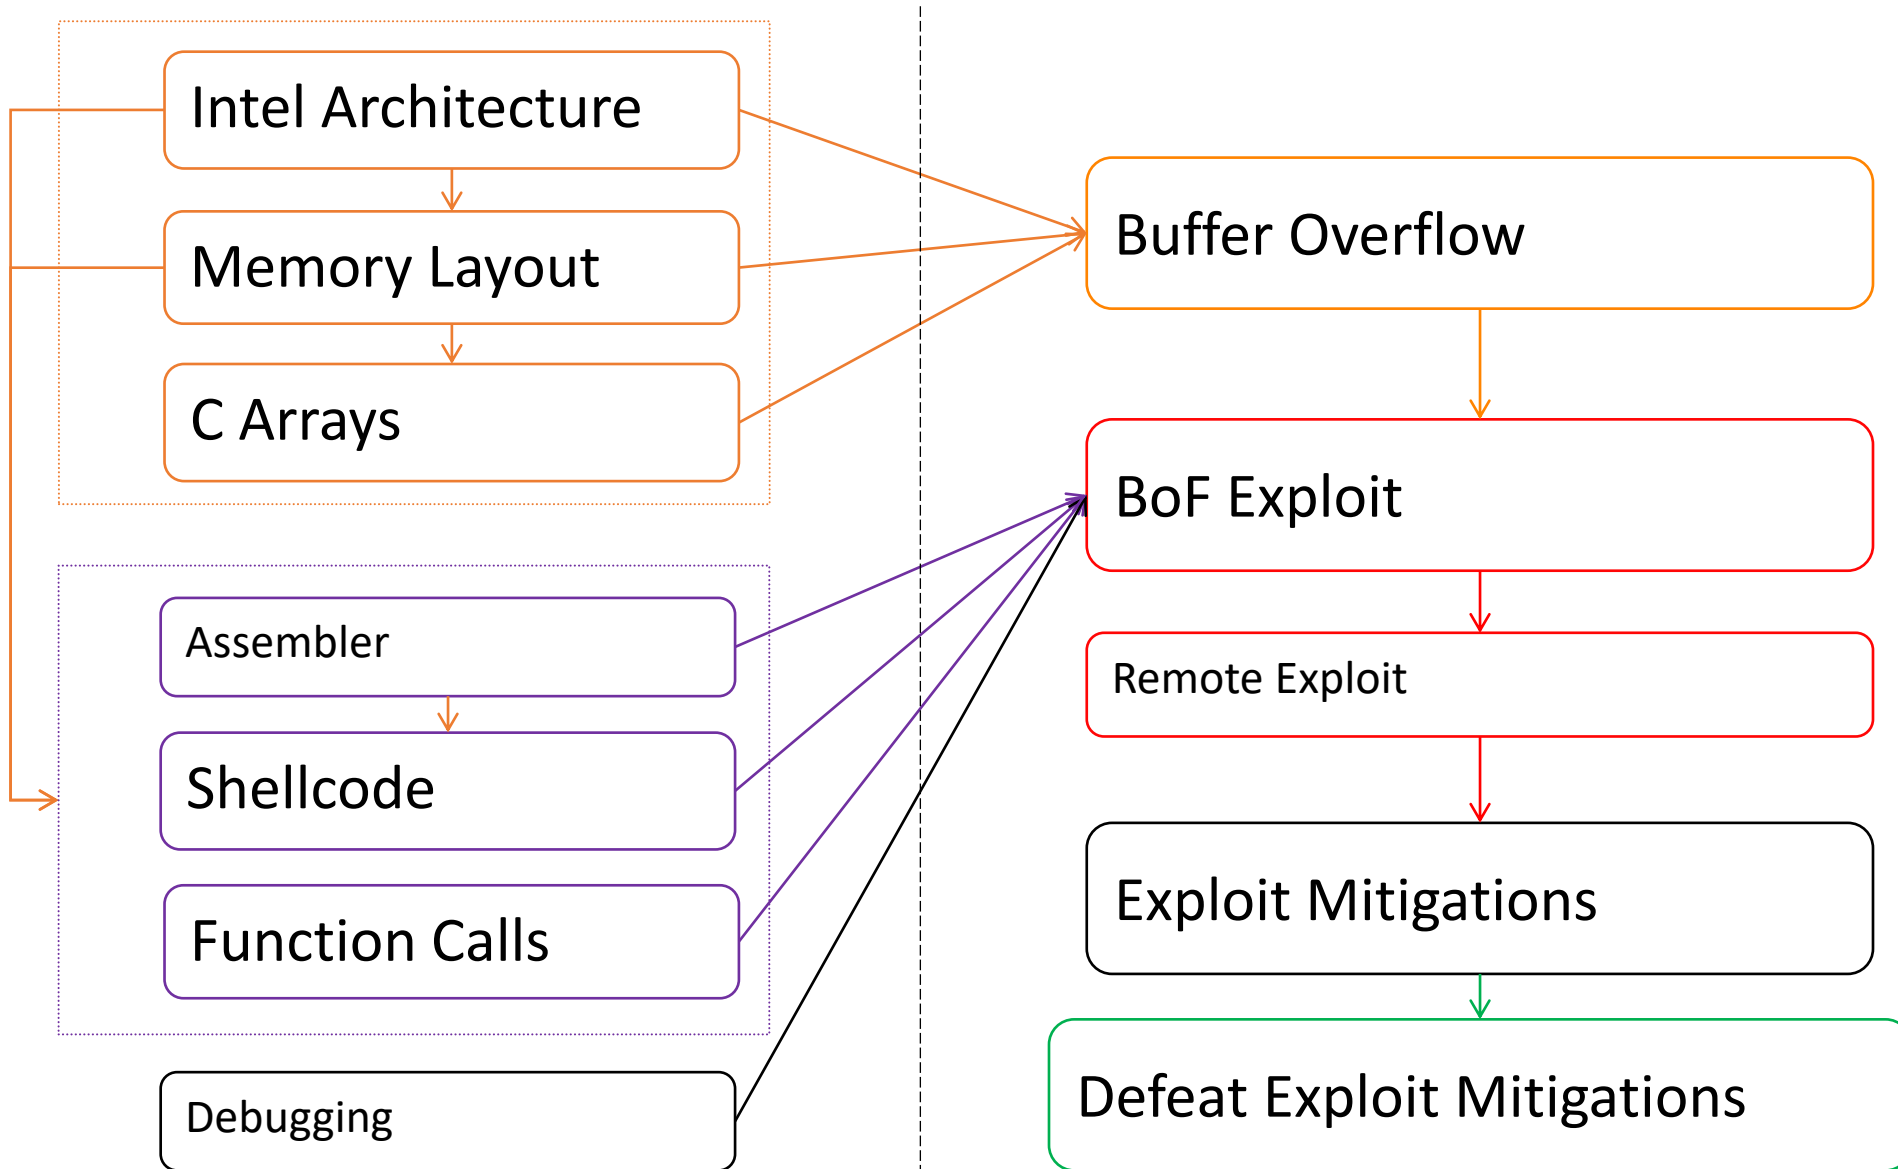 Intel Architecture
Memory Layout
C Arrays
Assembler
Shellcode
Function Calls
Debugging
Buffer Overflow
BoF Exploit
Remote Exploit
Exploit Mitigations
Defeat Exploit Mitigations